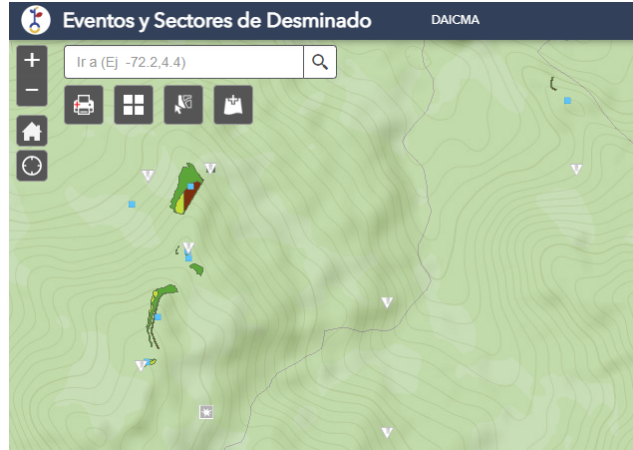 Eventos y Sectores de Desminado DAICMA
+
Ir a (Ej -72.2,4.4)
−